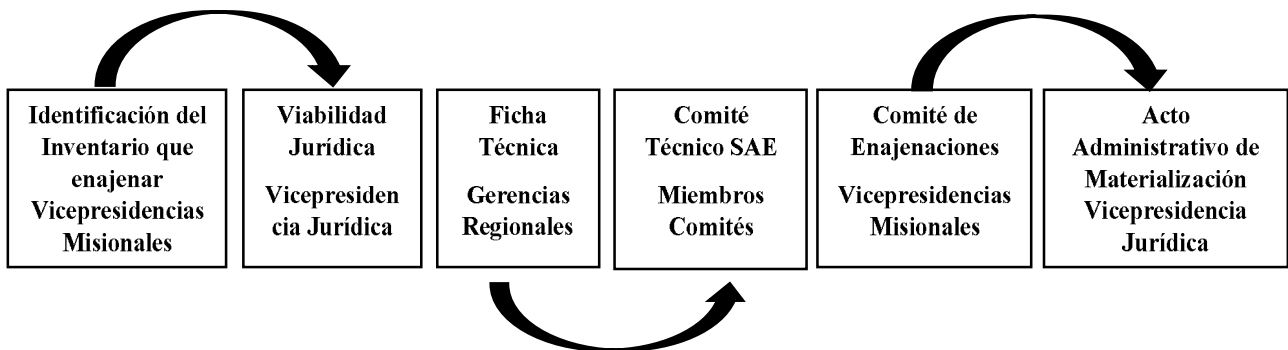 Identificación del
Inventario que
enajenar
Vicepresidencias
Misionales
Viabilidad
Jurídica
Vicepresiden
cia Jurídica
Ficha
Técnica
Gerencias
Regionales
Comité
Técnico SAE
Miembros
Comités
Comité de
Enajenaciones
Vicepresidencias
Misionales
Acto
Administrativo de
Materialización
Vicepresidencia
Jurídica